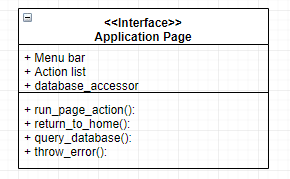 <<Interface>>
Application Page
+ Menu bar
+ Action list
+ database_accessor
+ run_page_action():
+ return_to_home():
+ query_database():
+ throw_error():